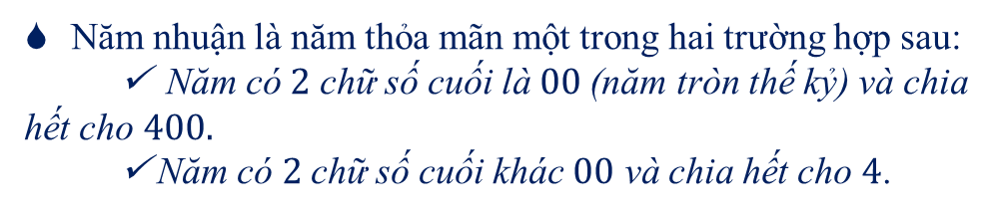 Năm nhuận là năm thỏa mãn một trong hai trường hợp sau:
✓ Năm có 2 chữ số cuối là 00 (năm tròn thế kỷ) và chia
hết cho 400.
✓Năm có 2 chữ số cuối khác 00 và chia hết cho 4.